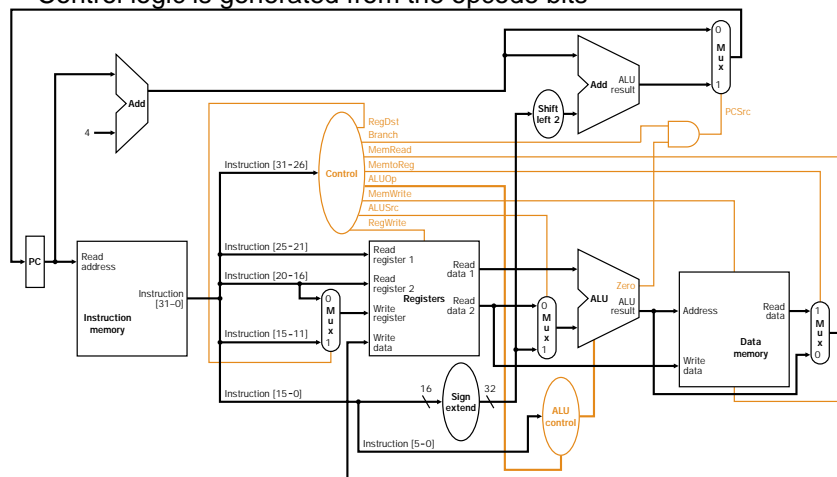 Control logic is generated from the opcode bits
0
M
u
x
1
Add
ALU
result
Add
Shift
left 2
PCSrc
4
RegDst
Branch
MemRead
MemtoReg
ALUOp
MemWrite
ALUSrc
RegWrite
Control
Instruction [31-26]
PC
Read
address
Instruction
[31-0]
Instruction
memory
Instruction [25-21]
Instruction [20-16]
Instruction [15-11]
0
M
u
x
1
Read
register 1
Read
register 2
Write
register
Write
data
Registers
Read
data 1
Read
data 2
0
M
u
x
1
Zero
ALU
ALU
result
Address
Write
data
Read
data
Data
memory
1
M
u
x
0
Instruction [15-0]
16
Sign
extend
32
ALU
control
Instruction [5-0]